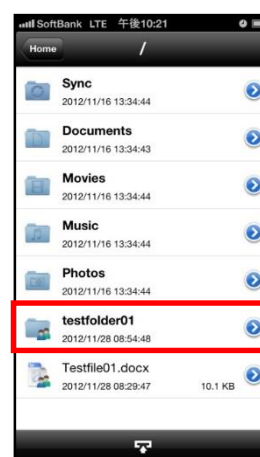 SoftBank LTE 午後10:21
Home /
Sync
2012/11/16 13:34:44
Documents
2012/11/16 13:34:43
Movies
2012/11/16 13:34:44
Music
2012/11/16 13:34:44
Photos
2012/11/16 13:34:44
testfolder01
2012/11/28 08:54:48
Testfile01.docx
2012/11/28 08:29:47 10.1 KB